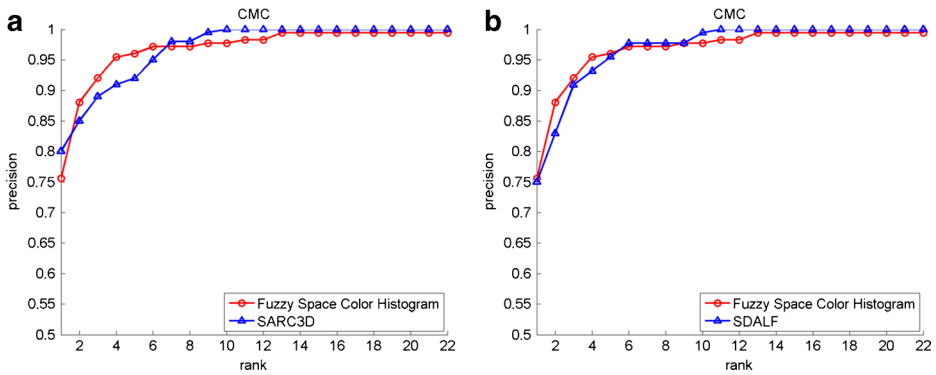 a
CMC
1
0.95
0.9
0.85
0.8
0.75
0.7
0.65
0.6
0.55
0.5
precision
2 4 6 8 10 12 14 16 18 20 22
rank
Fuzzy Space Color Histogram
SARC3D
b
CMC
1
0.95
0.9
0.85
0.8
0.75
0.7
0.65
0.6
0.55
0.5
precision
2 4 6 8 10 12 14 16 18 20 22
rank
Fuzzy Space Color Histogram
SDALF